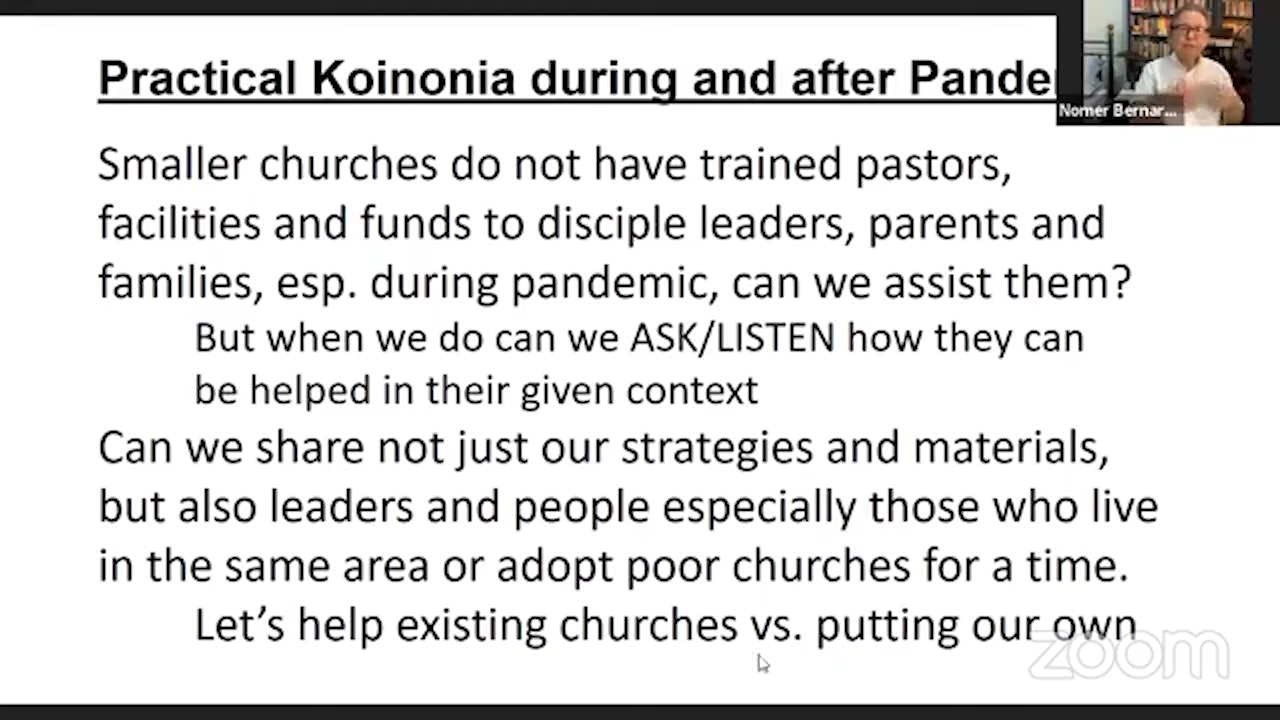 Practical Koinonia during and after Pande
Nomer Bernar...
Smaller churches do not have trained pastors,
facilities and funds to disciple leaders, parents and
families, esp. during pandemic, can we assist them?
But when we do can we ASK/LISTEN how they can
be helped in their given context
Can we share not just our strategies and materials,
but also leaders and people especially those who live
in the same area or adopt poor churches for a time.
Let’s help existing churches vs. putting our own
zoom